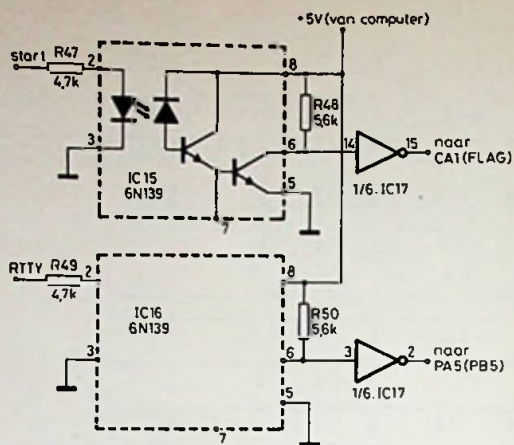 +5V(van computer)
start
R47
4,7k
2
3
IC15
6N139
8
R48
5,6k
6
5
7
14
15
naar
CA1(FLAG)
1/6.IC17
RTTY
R49
4,7k
2
3
IC16
6N139
8
R50
5,6k
6
5
7
3
2
naar
PA5(PB5)
1/6.IC17